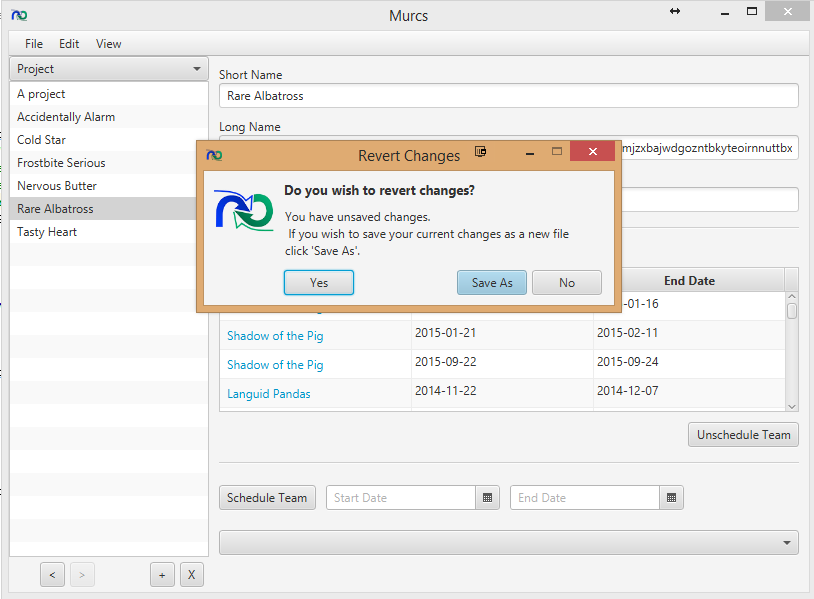 Murcs
File Edit View
Project
A project
Accidentally Alarm
Cold Star
Frostbite Serious
Nervous Butter
Rare Albatross
Tasty Heart
< >
+ X
Short Name
Rare Albatross
Long Name
mjzxbajwdgozntbkyteoirnnuttbx
Revert Changes
Do you wish to revert changes?
You have unsaved changes.
If you wish to save your current changes as a new file
click 'Save As'.
Yes Save As No
End Date
-01-16
Shadow of the Pig 2015-01-21 2015-02-11
Shadow of the Pig 2015-09-22 2015-09-24
Languid Pandas 2014-11-22 2014-12-07
Unschedule Team
Schedule Team Start Date End Date